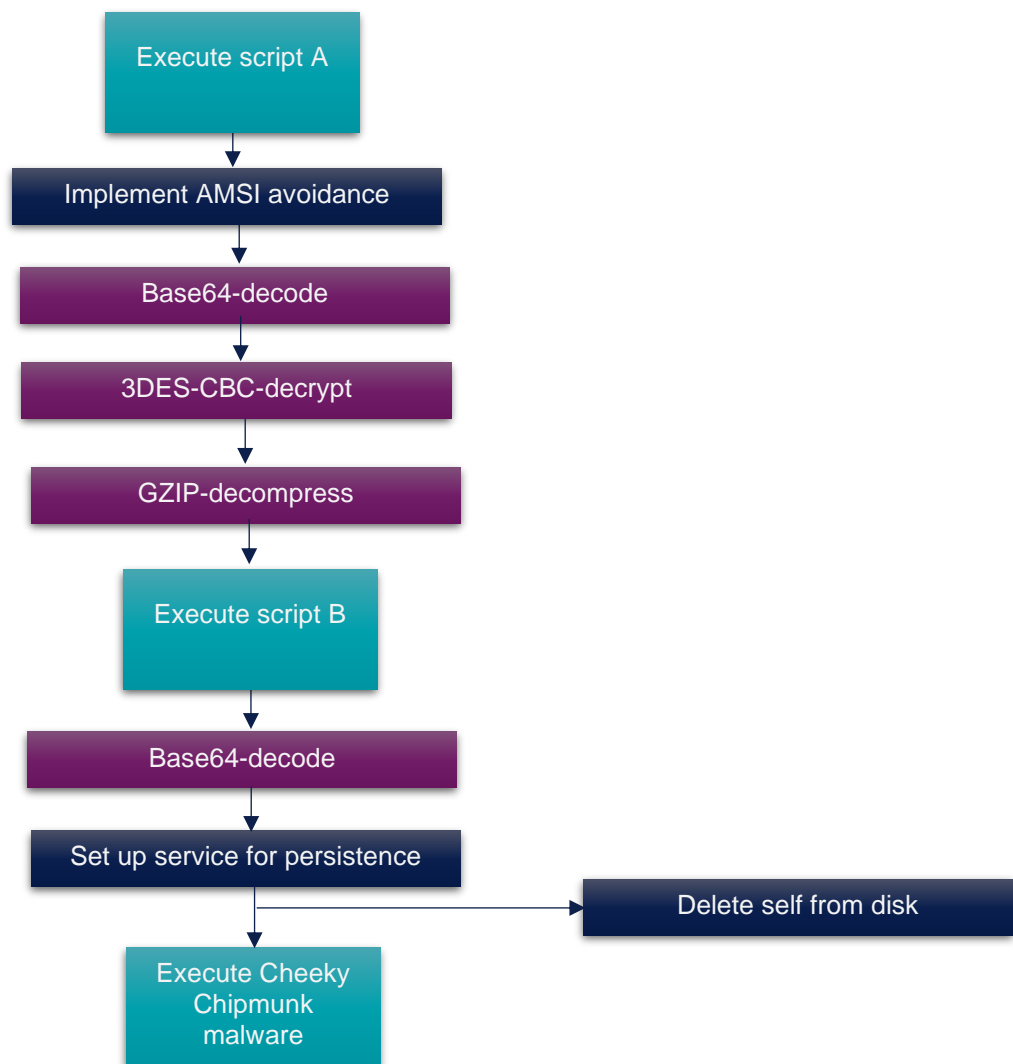 Execute script A
Implement AMSI avoidance
Base64-decode
3DES-CBC-decrypt
GZIP-decompress
Execute script B
Base64-decode
Set up service for persistence
Delete self from disk
Execute Cheeky
Chipmunk
malware